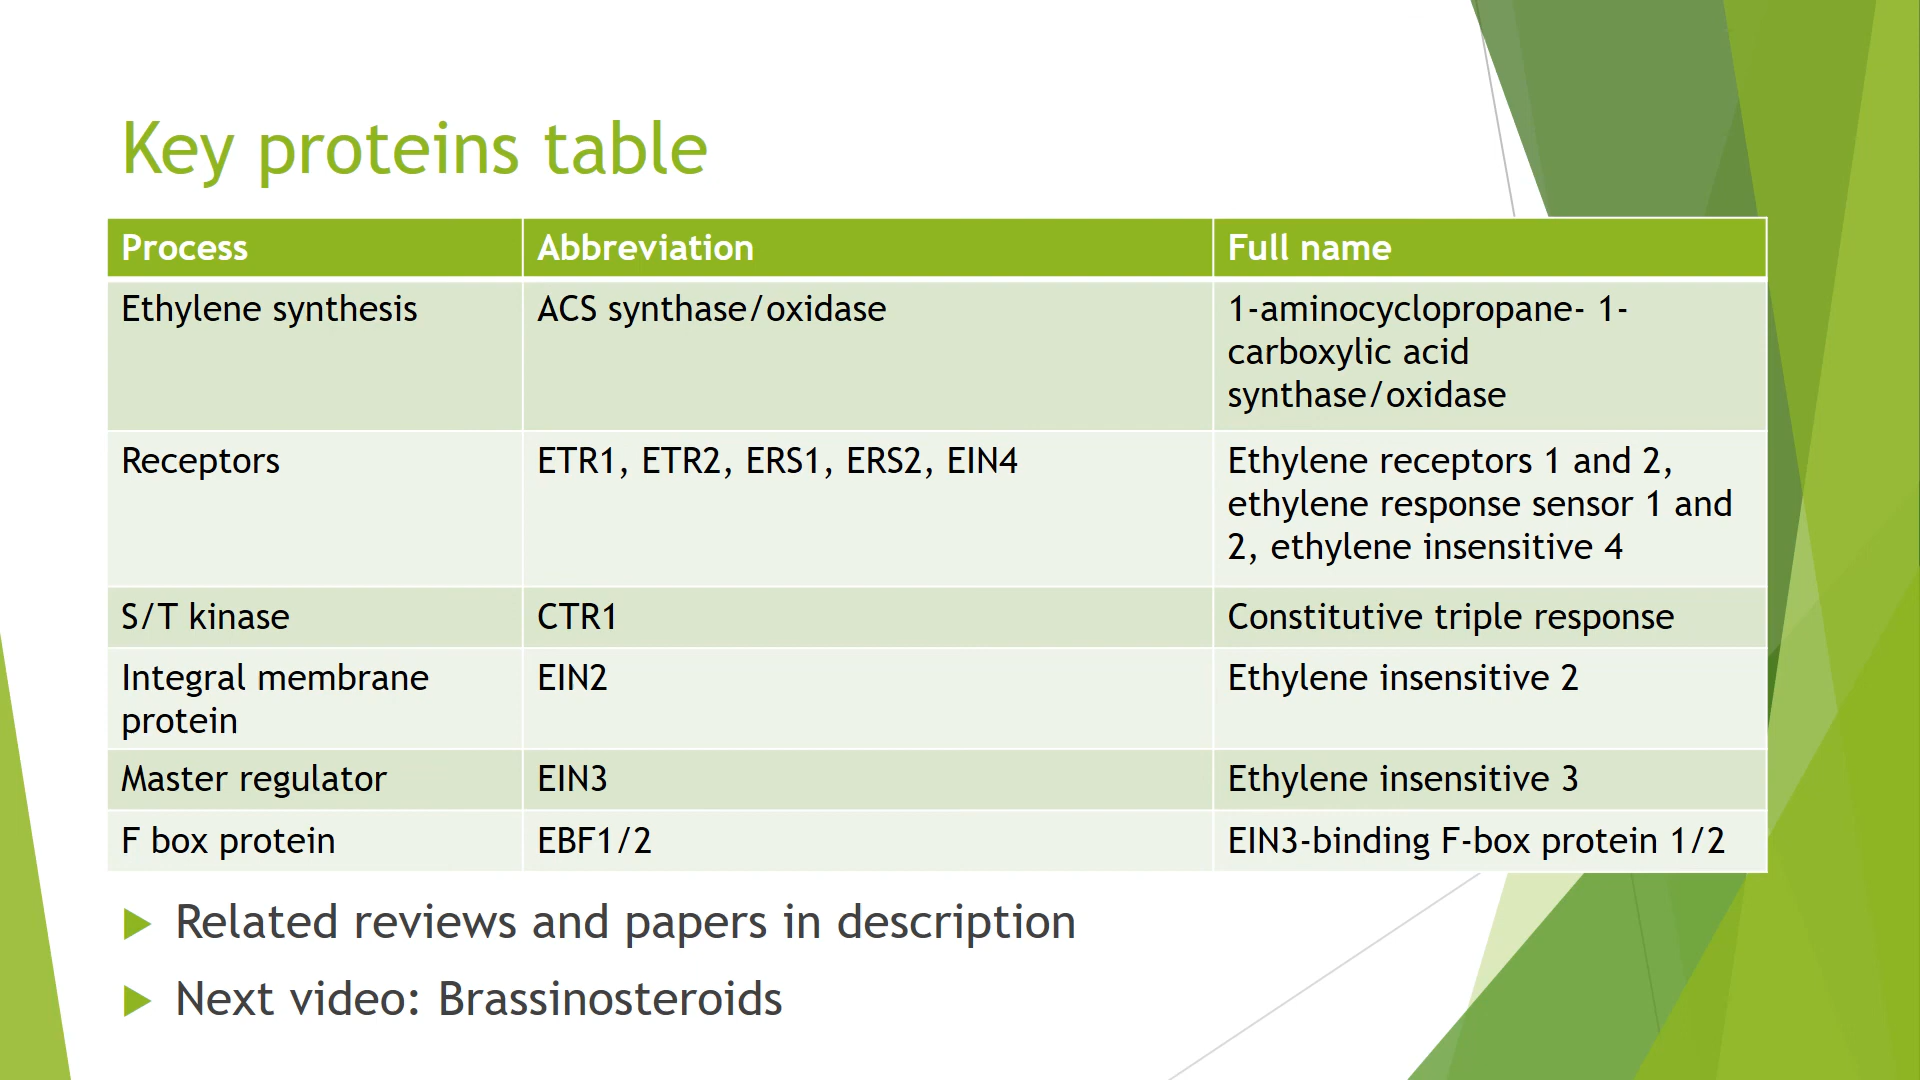 Key proteins table
Process Abbreviation Full name
Ethylene synthesis ACS synthase/oxidase 1-aminocyclopropane- 1-
carboxylic acid
synthase/oxidase
Receptors ETR1, ETR2, ERS1, ERS2, EIN4 Ethylene receptors 1 and 2,
ethylene response sensor 1 and
2, ethylene insensitive 4
S/T kinase CTR1 Constitutive triple response
Integral membrane EIN2 Ethylene insensitive 2
protein
Master regulator EIN3 Ethylene insensitive 3
F box protein EBF1/2 EIN3-binding F-box protein 1/2
Related reviews and papers in description
Next video: Brassinosteroids